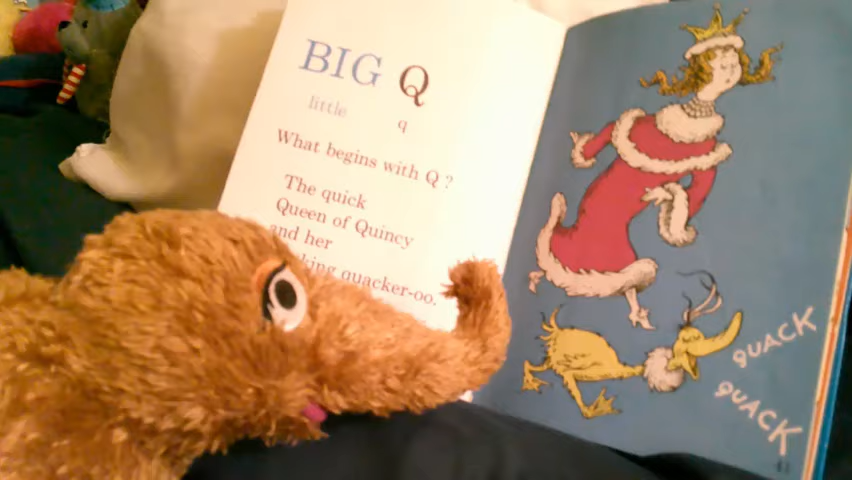 BIG Q
little q
What begins with Q ?
The quick
Queen of Quincy
and her
quacker-oo.
QUACK
QUACK